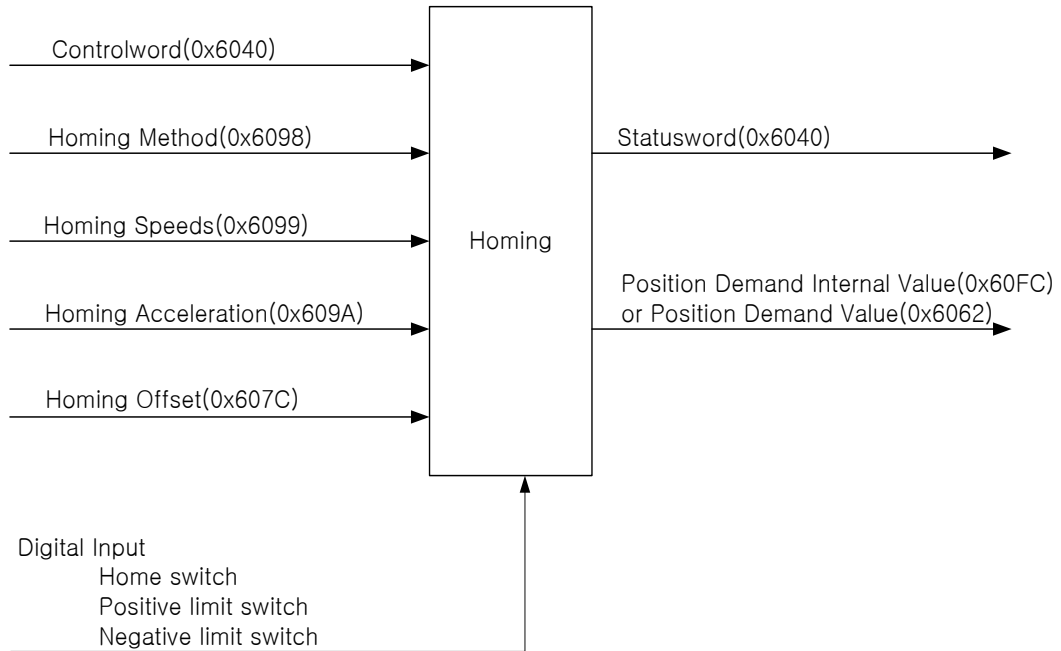 Controlword(0x6040)
Homing Method(0x6098)
Homing Speeds(0x6099)
Homing Acceleration(0x609A)
Homing Offset(0x607C)
Homing
Statusword(0x6040)
Position Demand Internal Value(0x60FC)
or Position Demand Value(0x6062)
Digital Input
Home switch
Positive limit switch
Negative limit switch